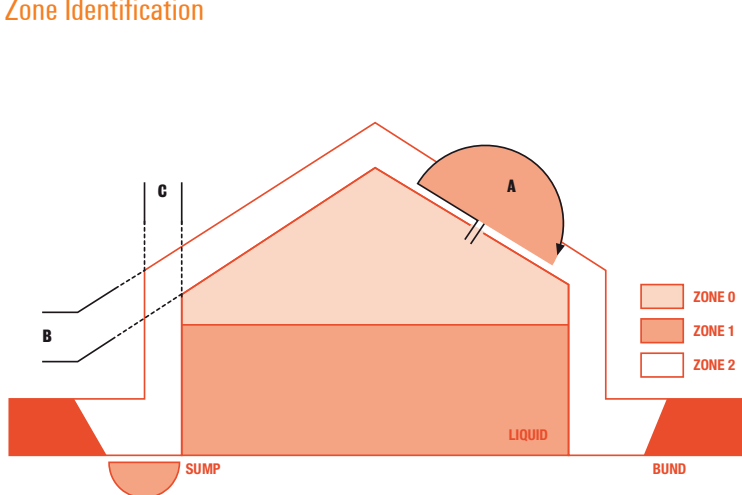 Zone Identification
C
A
B
ZONE 0
ZONE 1
ZONE 2
LIQUID
SUMP
BUND